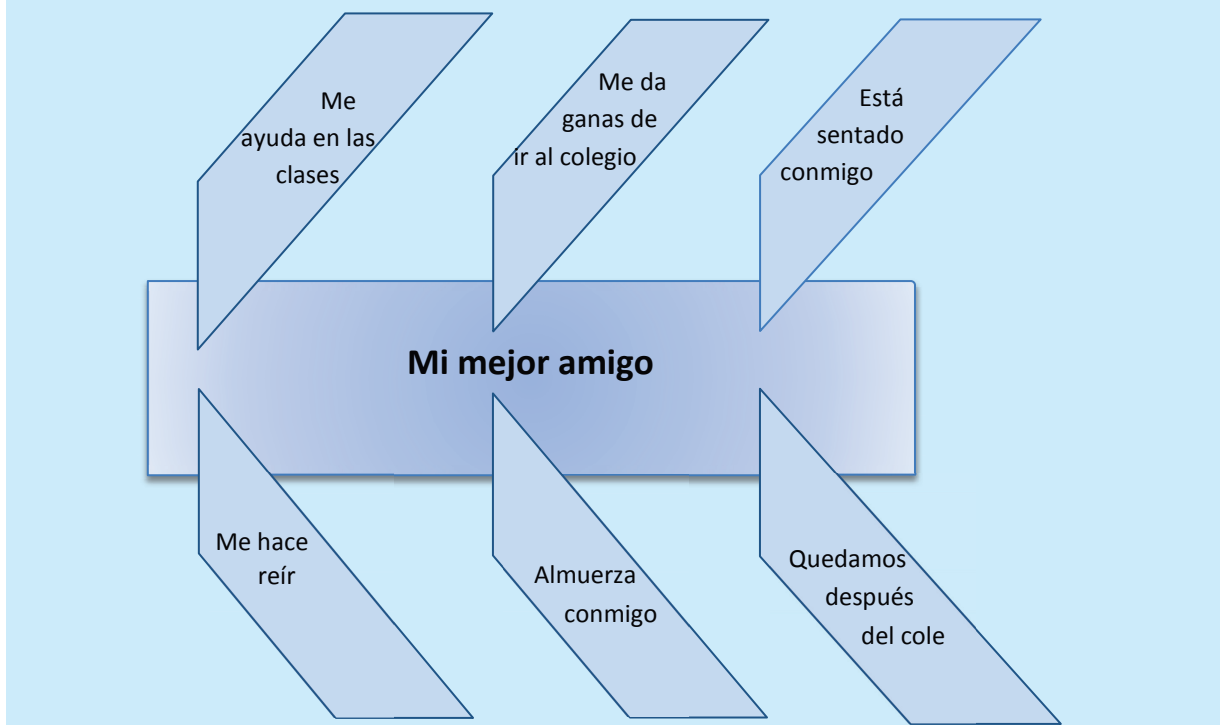 Me
ayuda en las
clases
Me da
ganas de
ir al colegio
Está
sentado
conmigo
Mi mejor amigo
Me hace
reír
Almuerza
conmigo
Quedamos
después
del cole